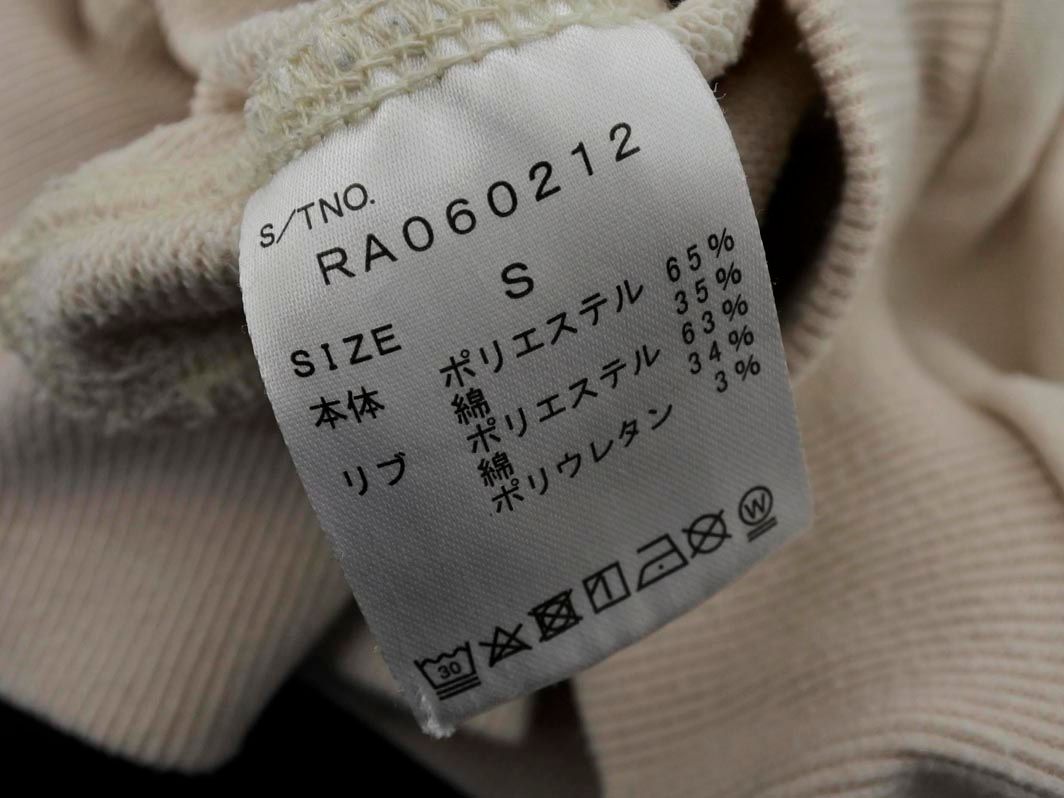 S/TNO.
RA060212
SIZE S
本体 ポリエステル 65%
綿 35%
リブ ポリエステル 63%
綿 34%
ポリウレタン 3%
30 W